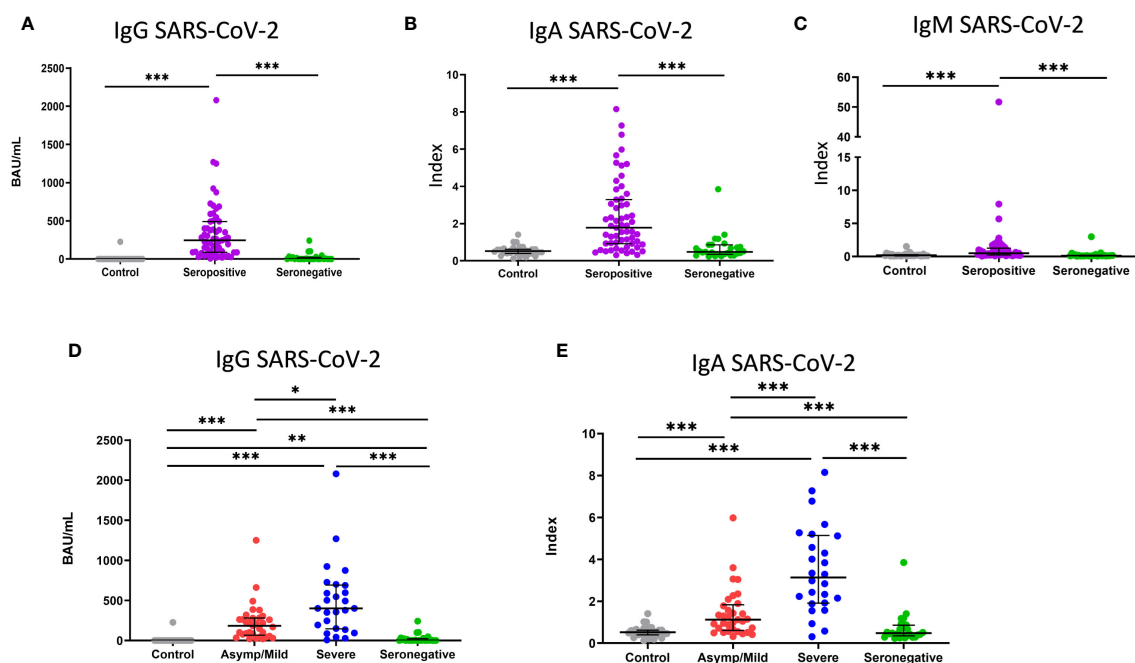 A
IgG SARS-CoV-2
***
***
2500
2000
1500
1000
500
0
BAU/mL
Control
Seropositive
Seronegative
B
IgA SARS-CoV-2
***
***
10
8
6
4
2
0
Index
Control
Seropositive
Seronegative
C
IgM SARS-CoV-2
***
***
60
50
40
30
15
10
5
0
Index
Control
Seropositive
Seronegative
D
IgG SARS-CoV-2
*
***
***
**
***
***
2500
2000
1500
1000
500
0
BAU/mL
Control
Asymp/Mild
Severe
Seronegative
E
IgA SARS-CoV-2
***
***
***
***
***
10
8
6
4
2
0
Index
Control
Asymp/Mild
Severe
Seronegative